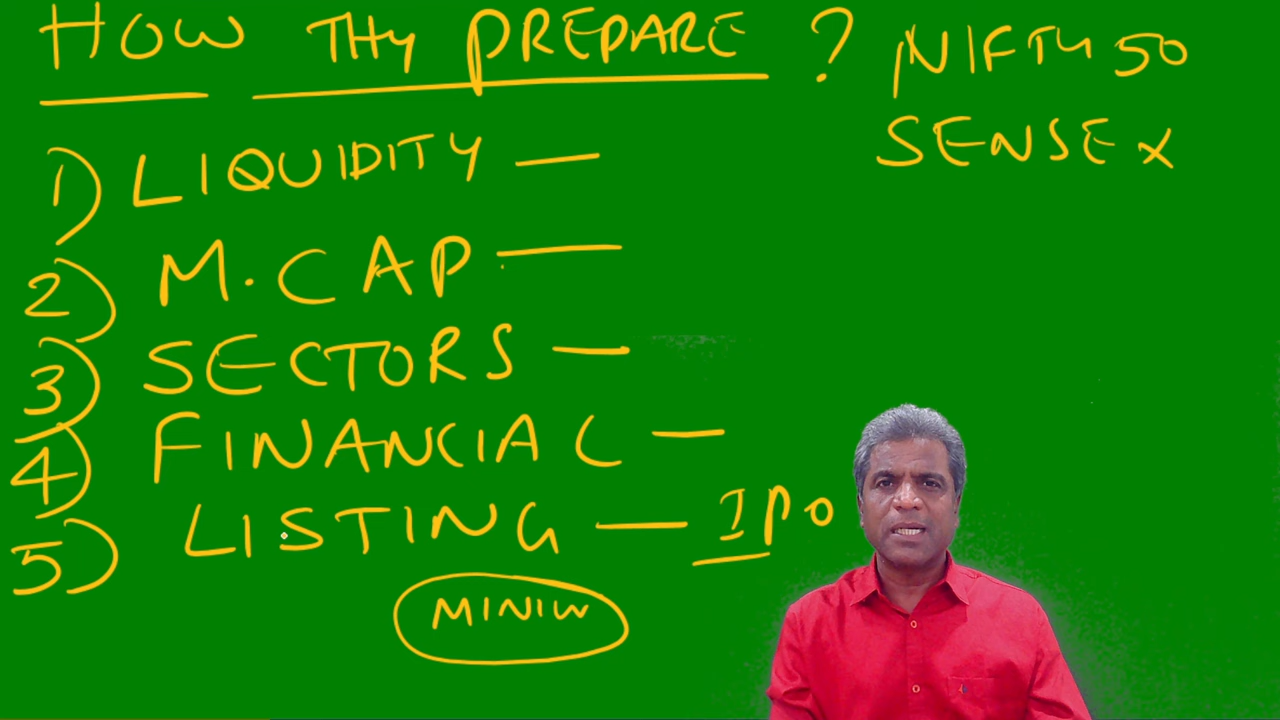 HOW THY PREPARE ? NIFTY 50
SENSEX
1) LIQUIDITY —
2) M.CAP —
3) SECTORS —
4) FINANCIAL —
5) LISTING — IPO
MINIW